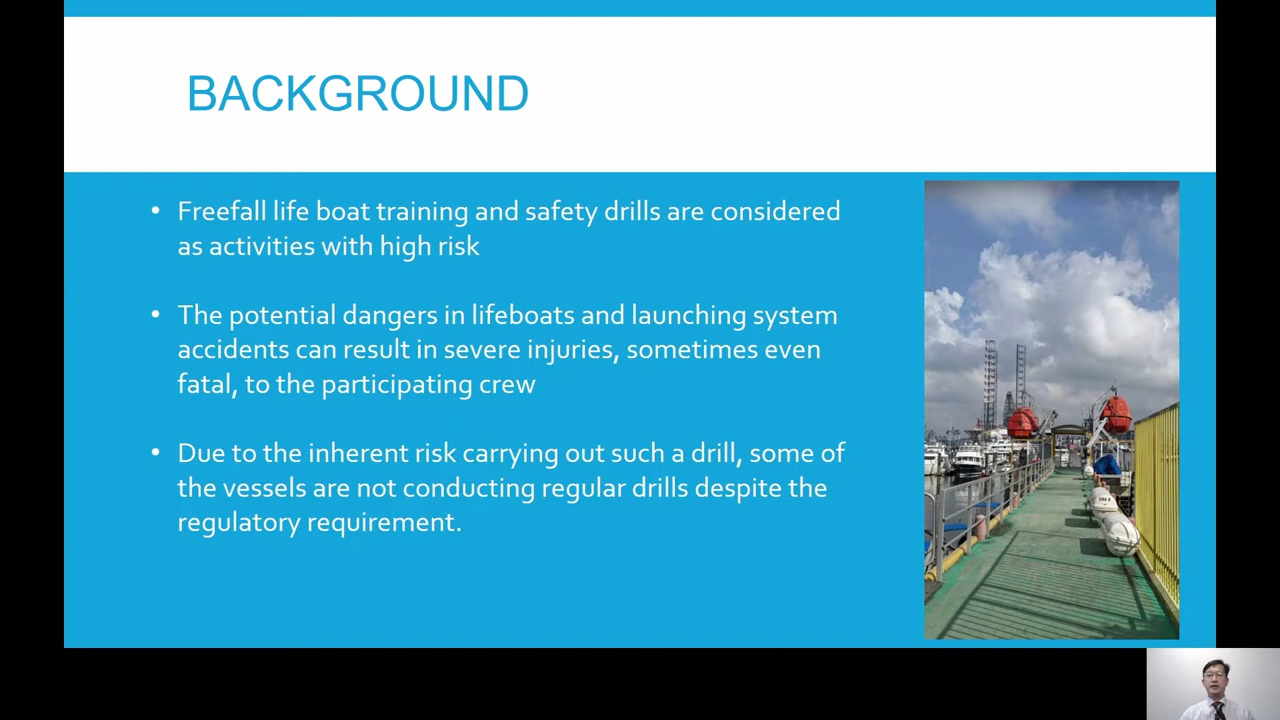 BACKGROUND
• Freefall life boat training and safety drills are considered
as activities with high risk
• The potential dangers in lifeboats and launching system
accidents can result in severe injuries, sometimes even
fatal, to the participating crew
• Due to the inherent risk carrying out such a drill, some of
the vessels are not conducting regular drills despite the
regulatory requirement.